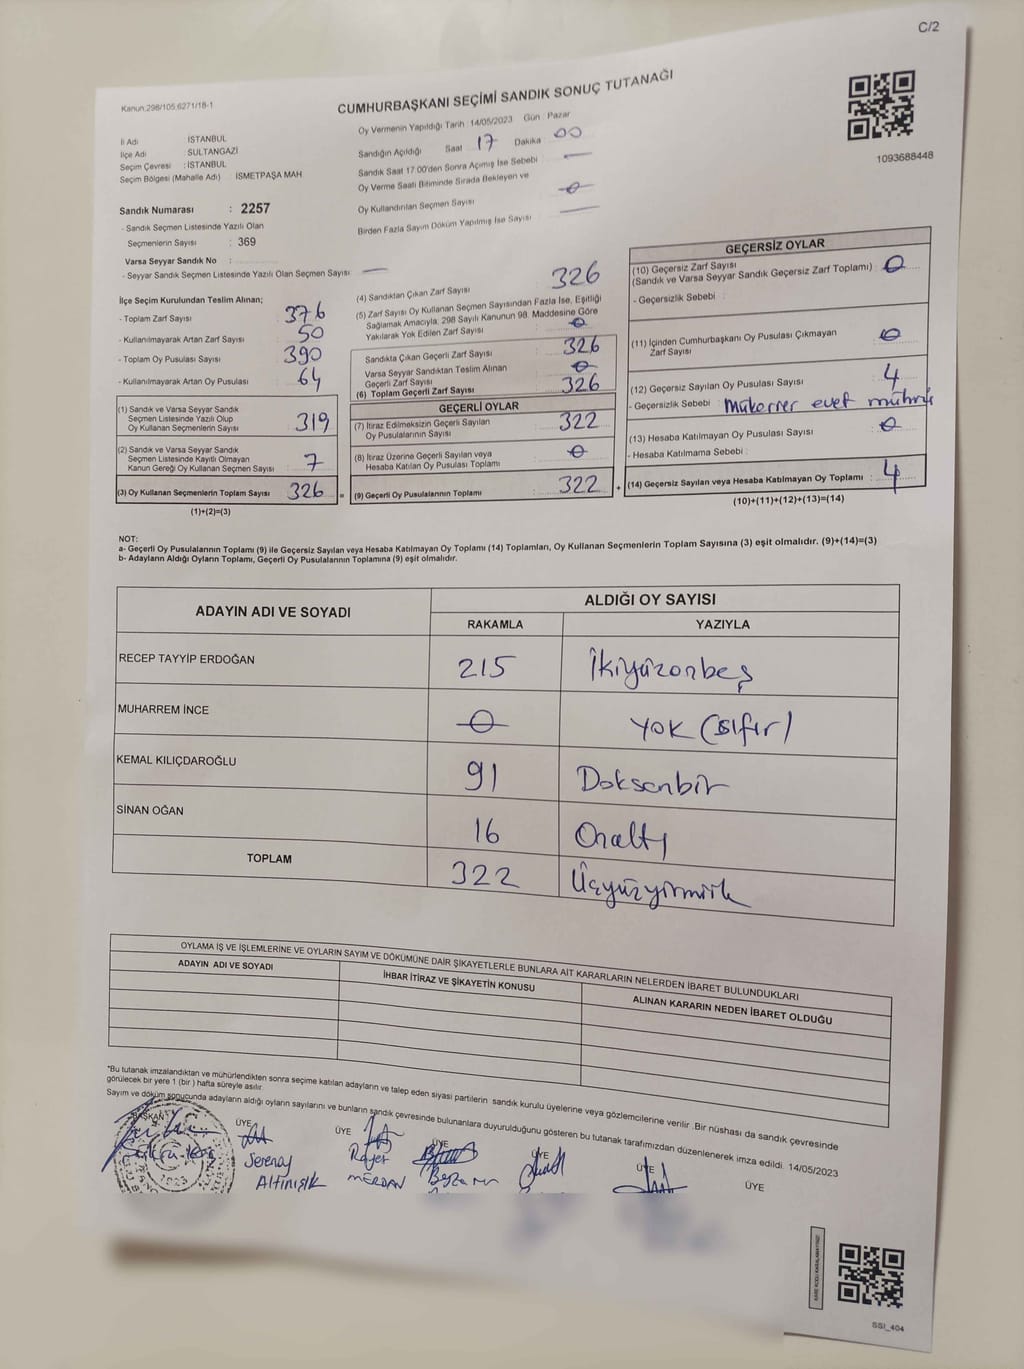 C/2
Kanun.298/105,6271/18-1
CUMHURBAŞKANI SEÇİMİ SANDIK SONUÇ TUTANAĞI
1093688448
İl Adı İSTANBUL
İlçe Adı : SULTANGAZİ
Seçim Çevresi : İSTANBUL
Seçim Bölgesi (Mahalle Adı) : İSMETPAŞA MAH
Sandık Numarası : 2257
- Sandık Seçmen Listesinde Yazılı Olan
Seçmenlerin Sayısı : 369
Varsa Seyyar Sandık No :
- Seyyar Sandık Seçmen Listesinde Yazılı Olan Seçmen Sayısı —
Oy Vermenin Yapıldığı Tarih 14/05/2023 Gün Pazar
Sandığın Açıldığı Saat 17 Dakika 00
Sandık Saat 17.00'den Sonra Açımış İse Sebebi —
Oy Verme Saati Bitiminde Sırada Bekleyen ve
Oy Kullandırılan Seçmen Sayısı 0
Birden Fazla Sayım Döküm Yapılmış İse Sayısı —
İlçe Seçim Kurulundan Teslim Alınan;
- Toplam Zarf Sayısı : 376
- Kullanılmayarak Artan Zarf Sayısı : 50
- Toplam Oy Pusulası Sayısı : 390
- Kullanılmayarak Artan Oy Pusulası : 64
(1) Sandık ve Varsa Seyyar Sandık
Seçmen Listesinde Yazılı Olup
Oy Kullanan Seçmenlerin Sayısı : 319
(2) Sandık ve Varsa Seyyar Sandık
Seçmen Listesinde Kayıtlı Olmayan
Kanun Gereği Oy Kullanan Seçmen Sayısı : 7
(3) Oy Kullanan Seçmenlerin Toplam Sayısı : 326
(1)+(2)=(3)
(4) Sandıktan Çıkan Zarf Sayısı : 326
(5) Zarf Sayısı Oy Kullanan Seçmen Sayısından Fazla İse, Eşitliği
Sağlamak Amacıyla, 298 Sayılı Kanunun 98. Maddesine Göre
Yakılarak Yok Edilen Zarf Sayısı : 0
Sandıkta Çıkan Geçerli Zarf Sayısı : 326
Varsa Seyyar Sandıktan Teslim Alınan
Geçerli Zarf Sayısı : 0
(6) Toplam Geçerli Zarf Sayısı : 326
GEÇERLİ OYLAR
(7) İtiraz Edilmeksizin Geçerli Sayılan
Oy Pusulalarının Sayısı : 322
(8) İtiraz Üzerine Geçerli Sayılan veya
Hesaba Katılan Oy Pusulası Toplamı : 0
= (9) Geçerli Oy Pusulalarının Toplamı : 322
GEÇERSİZ OYLAR
(10) Geçersiz Zarf Sayısı
(Sandık ve Varsa Seyyar Sandık Geçersiz Zarf Toplamı) : 0
- Geçersizlik Sebebi :
(11) İçinden Cumhurbaşkanı Oy Pusulası Çıkmayan
Zarf Sayısı : 0
(12) Geçersiz Sayılan Oy Pusulası Sayısı : 4
- Geçersizlik Sebebi : Mükerrer evet mührü
(13) Hesaba Katılmayan Oy Pusulası Sayısı : 0
- Hesaba Katılmama Sebebi :
+ (14) Geçersiz Sayılan veya Hesaba Katılmayan Oy Toplamı : 4
(10)+(11)+(12)+(13)=(14)
NOT:
a- Geçerli Oy Pusulalarının Toplamı (9) ile Geçersiz Sayılan veya Hesaba Katılmayan Oy Toplamı (14) Toplamları, Oy Kullanan Seçmenlerin Toplam Sayısına (3) eşit olmalıdır. (9)+(14)=(3)
b- Adayların Aldığı Oyların Toplamı, Geçerli Oy Pusulalarının Toplamına (9) eşit olmalıdır.
ADAYIN ADI VE SOYADI
ALDIĞI OY SAYISI
RAKAMLA YAZIYLA
RECEP TAYYİP ERDOĞAN 215 İkiyüzonbeş
MUHARREM İNCE 0 YOK (sıfır)
KEMAL KILIÇDAROĞLU 91 Doksanbir
SİNAN OĞAN 16 Onaltı
TOPLAM 322 Üçyüzyirmiik
OYLAMA İŞ VE İŞLEMLERİNE VE OYLARIN SAYIM VE DÖKÜMÜNE DAİR ŞİKAYETLERLE BUNLARA AİT KARARLARIN NELERDEN İBARET BULUNDUKLARI
ADAYIN ADI VE SOYADI İHBAR İTİRAZ VE ŞİKAYETİN KONUSU ALINAN KARARIN NEDEN İBARET OLDUĞU
*Bu tutanak imzalandıktan ve mühürlendikten sonra seçime katılan adayların ve talep eden siyasi partilerin sandık kurulu üyelerine veya gözlemcilerine verilir .Bir nüshası da sandık çevresinde
görülecek bir yere 1 (bir ) hafta süreyle asılır.
Sayım ve döküm sonucunda adayların aldığı oyların sayılarını ve bunların sandık çevresinde bulunanlara duyurulduğunu gösteren bu tutanak tarafımızdan düzenlenerek imza edildi. 14/05/2023
BAŞKAN ÜYE ÜYE ÜYE ÜYE ÜYE ÜYE
Serenay
Altınışık
MERDAN
SSI_404